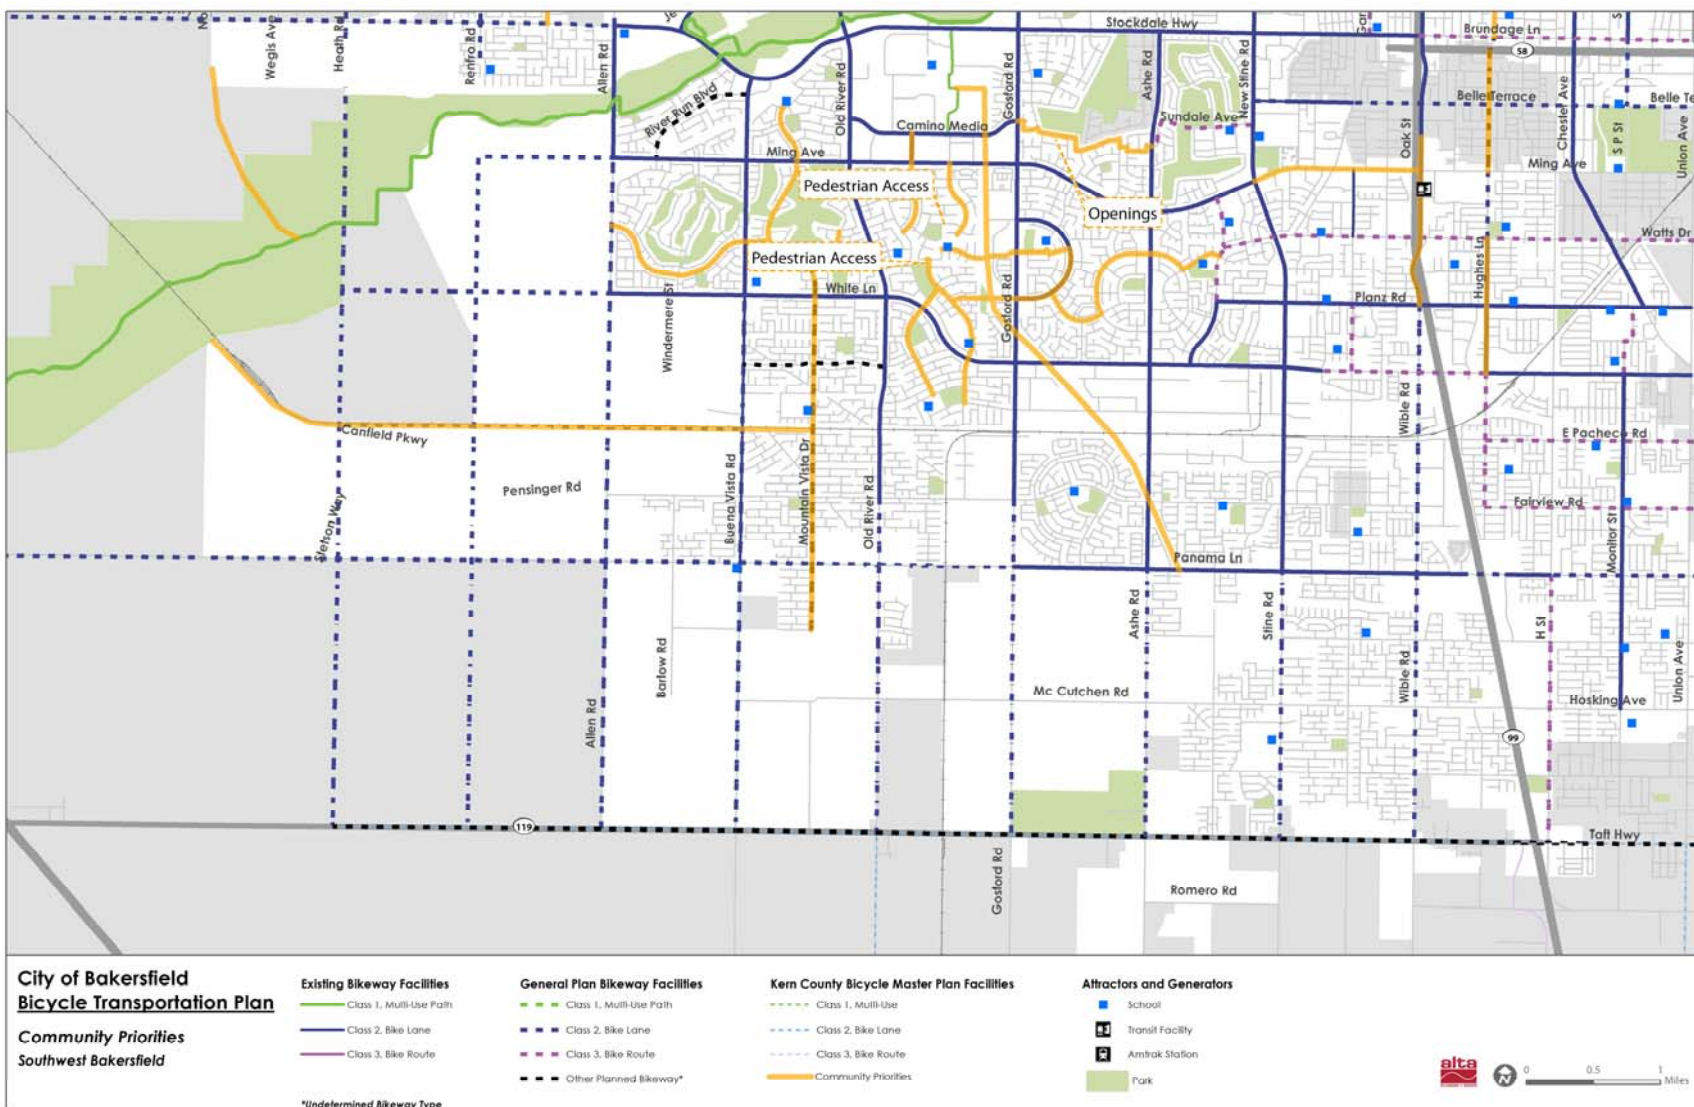 Stockdale Hwy
Brundage Ln
58
Wegis Ave
Heath Rd
Renfro Rd
Allen Rd
River Run Blvd
Old River Rd
Gosford Rd
Ashe Rd
New Stine Rd
Belle Terrace
Belle Te
Camino Media
Sundale Ave
Oak St
Chester Ave
S P St
Union Ave
Ming Ave
Ming Ave
Pedestrian Access
Openings
Watts Dr
Pedestrian Access
Hughes Ln
White Ln
Planz Rd
Windermere St
Gosford Rd
Wible Rd
Canfield Pkwy
E Pacheco Rd
Pensinger Rd
Stetson Way
Buena Vista Rd
Mountain Vista Dr
Old River Rd
Fairview Rd
Monitor St
Panama Ln
Ashe Rd
Stine Rd
H St
Barlow Rd
Wible Rd
Union Ave
Mc Cutchen Rd
Hosking Ave
Allen Rd
99
119
Taft Hwy
Gosford Rd
Romero Rd
City of Bakersfield
Bicycle Transportation Plan
Community Priorities
Southwest Bakersfield
Existing Bikeway Facilities
Class 1, Multi-Use Path
Class 2, Bike Lane
Class 3, Bike Route
*Undetermined Bikeway Type
General Plan Bikeway Facilities
Class 1, Multi-Use Path
Class 2, Bike Lane
Class 3, Bike Route
Other Planned Bikeway*
Kern County Bicycle Master Plan Facilities
Class 1, Multi-Use
Class 2, Bike Lane
Class 3, Bike Route
Community Priorities
Attractors and Generators
School
Transit Facility
Amtrak Station
Park
alta
N
0 0.5 1
Miles